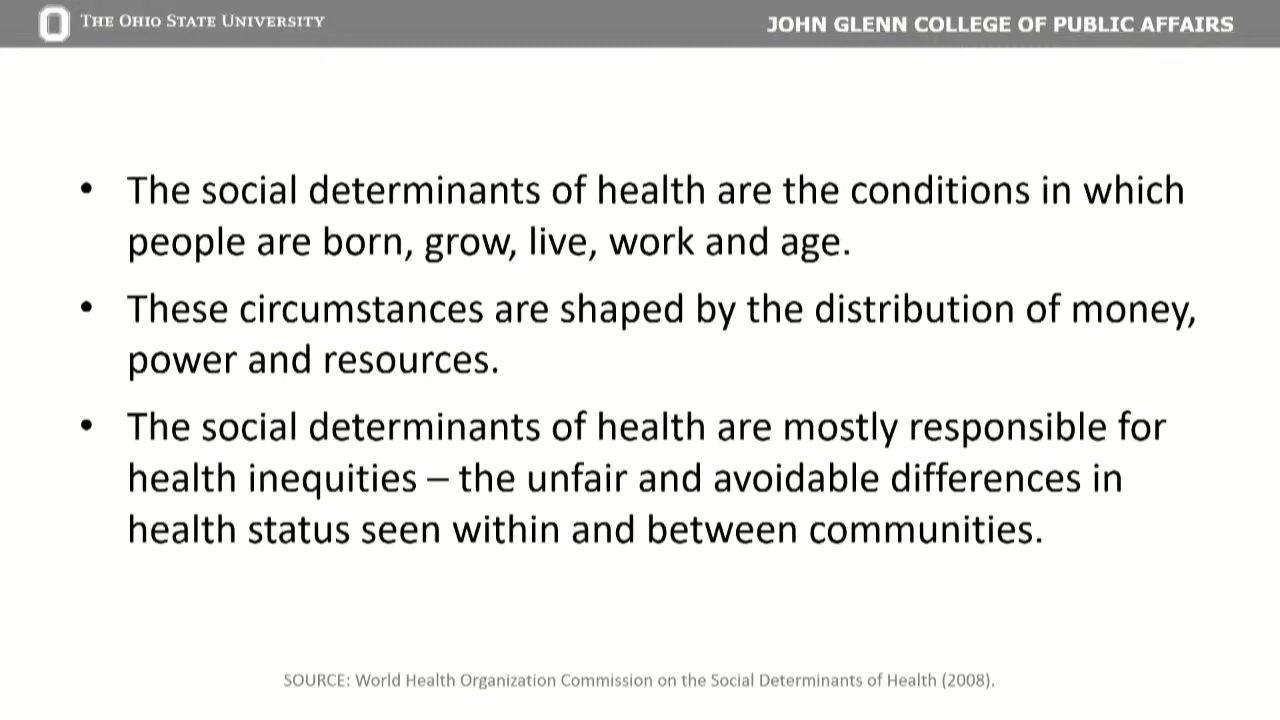 THE OHIO STATE UNIVERSITY
JOHN GLENN COLLEGE OF PUBLIC AFFAIRS
• The social determinants of health are the conditions in which
people are born, grow, live, work and age.
• These circumstances are shaped by the distribution of money,
power and resources.
• The social determinants of health are mostly responsible for
health inequities – the unfair and avoidable differences in
health status seen within and between communities.
SOURCE: World Health Organization Commission on the Social Determinants of Health (2008).